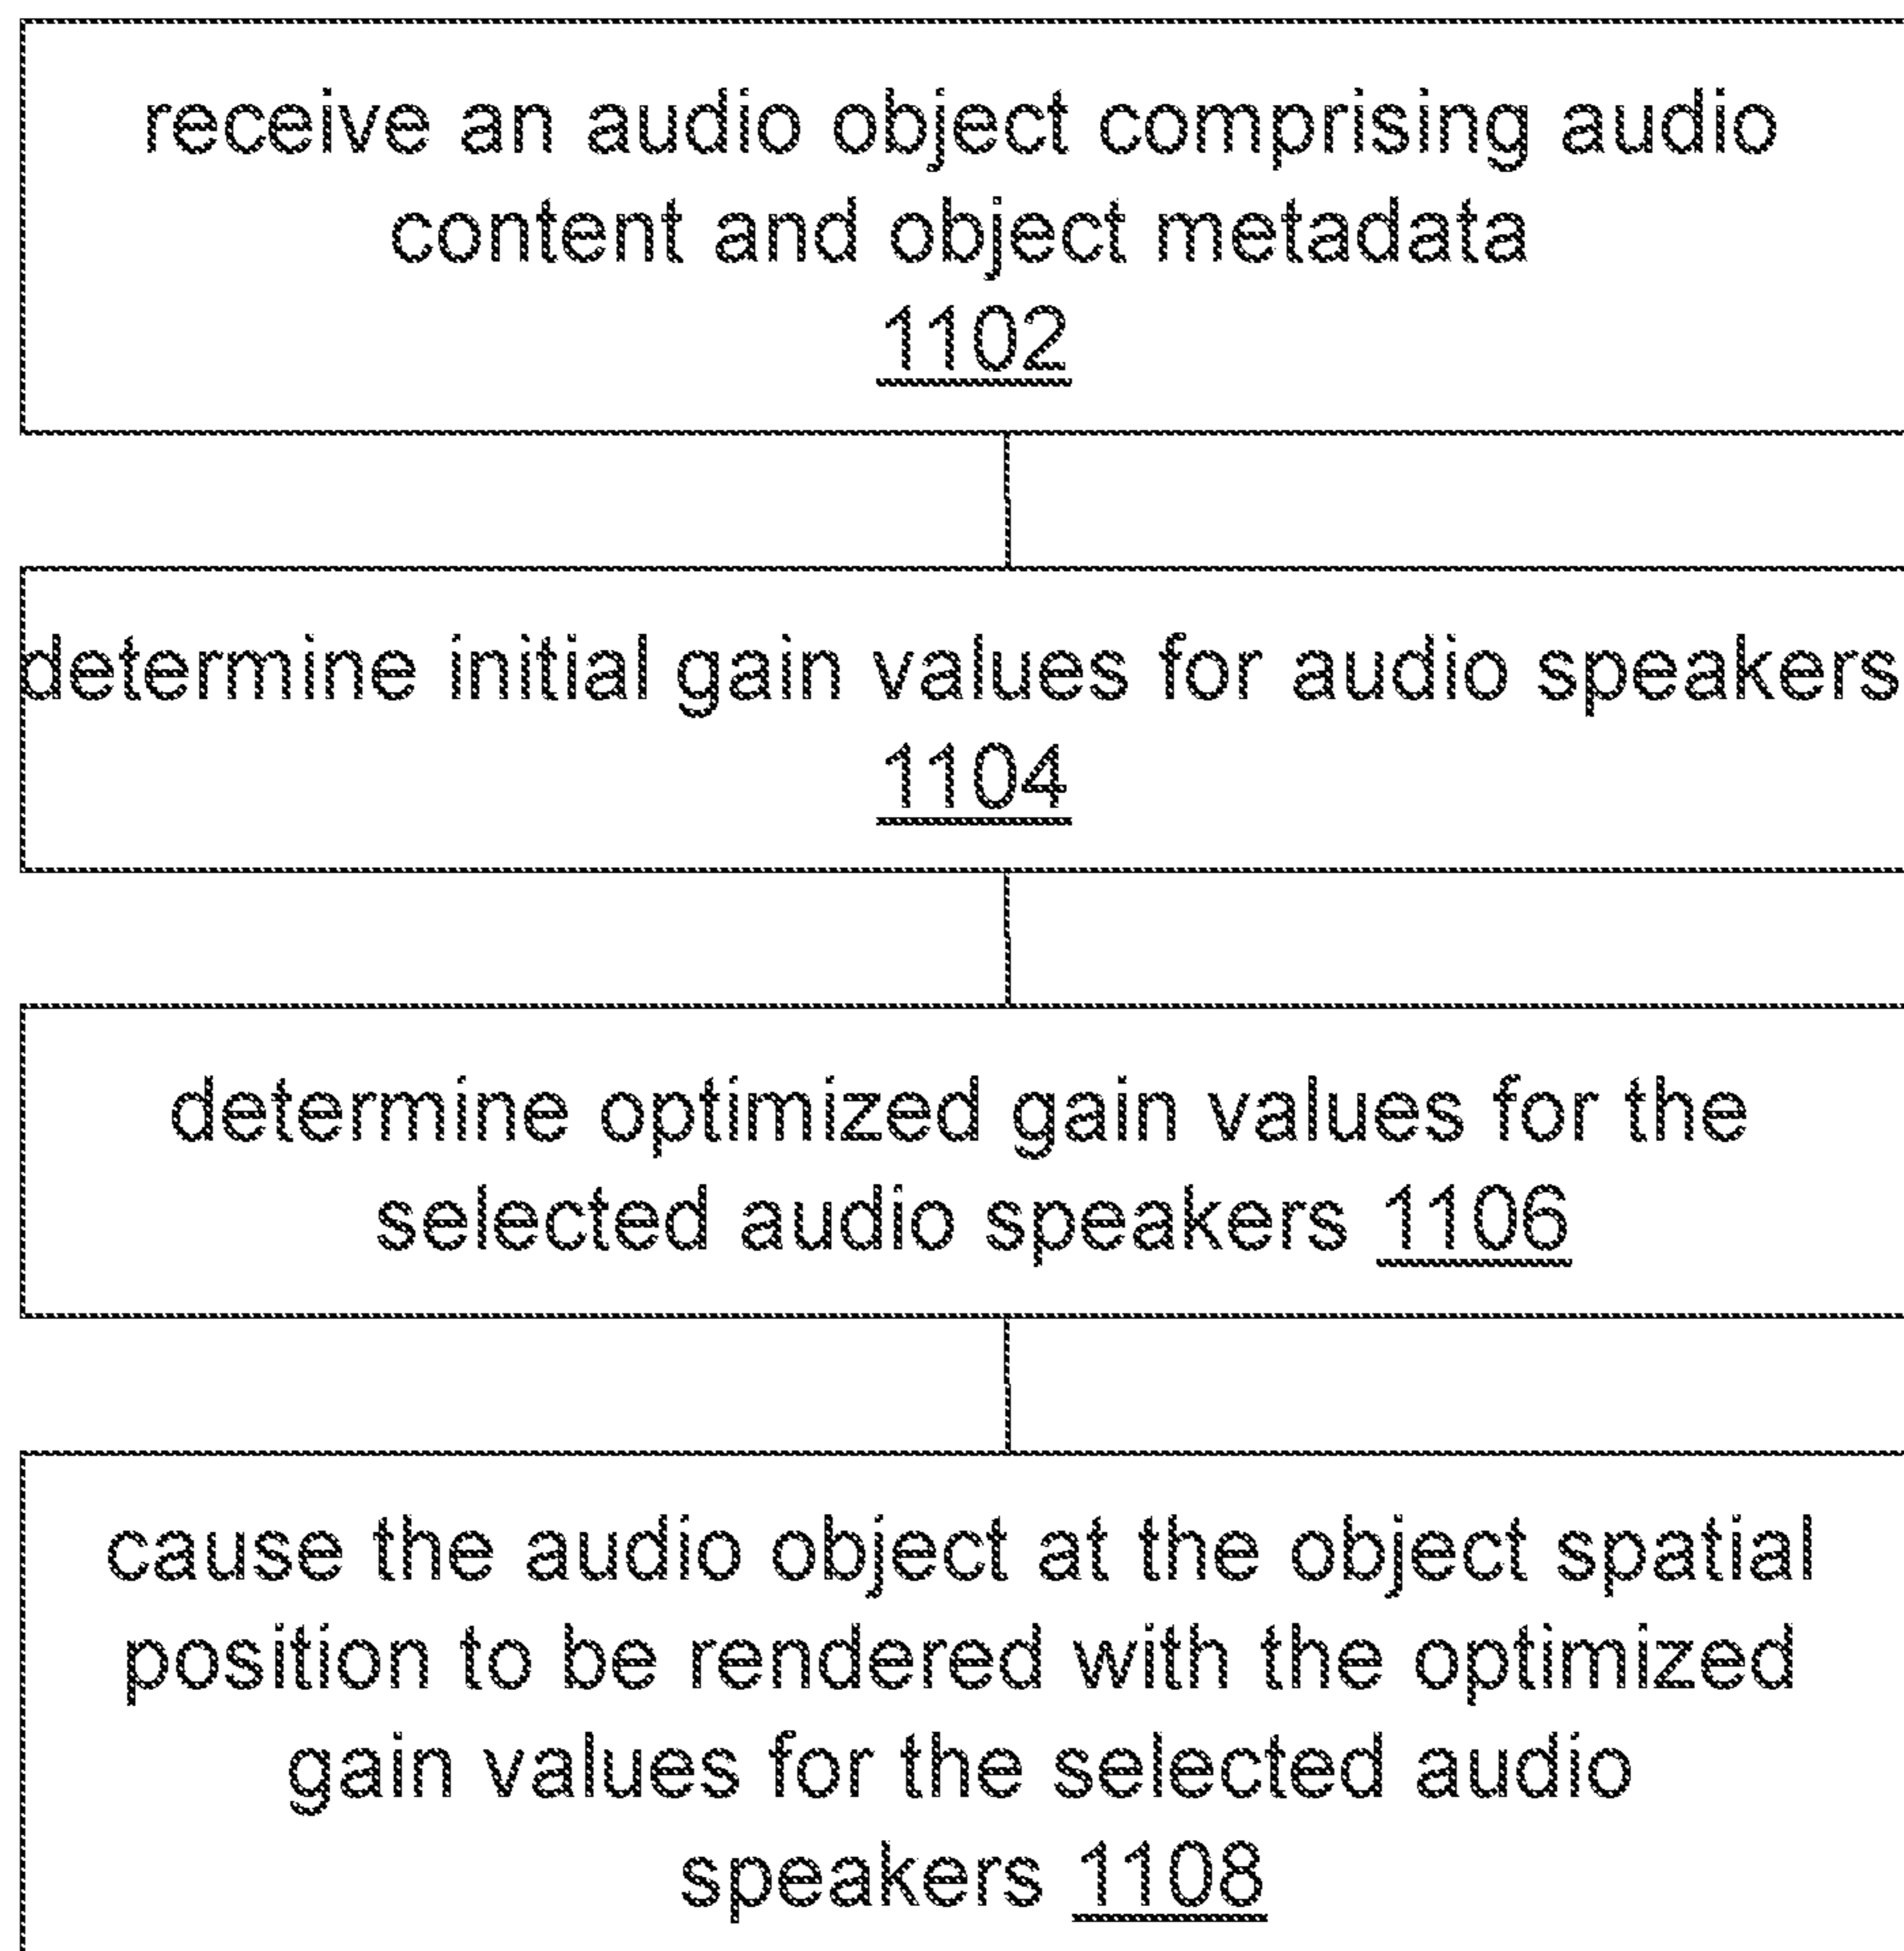 receive an audio object comprising audio
content and object metadata
1102
determine initial gain values for audio speakers
1104
determine optimized gain values for the
selected audio speakers 1106
cause the audio object at the object spatial
position to be rendered with the optimized
gain values for the selected audio
speakers 1108